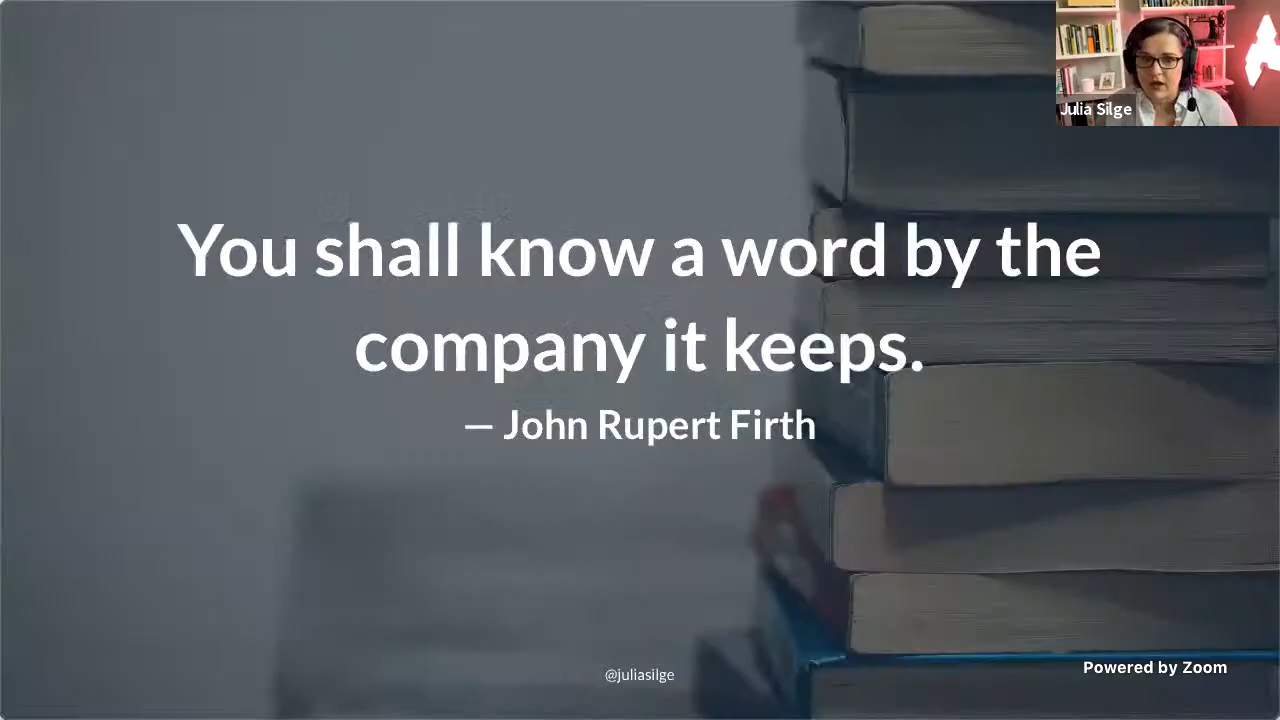 Julia Silge
You shall know a word by the
company it keeps.
— John Rupert Firth
@juliasilge
Powered by Zoom